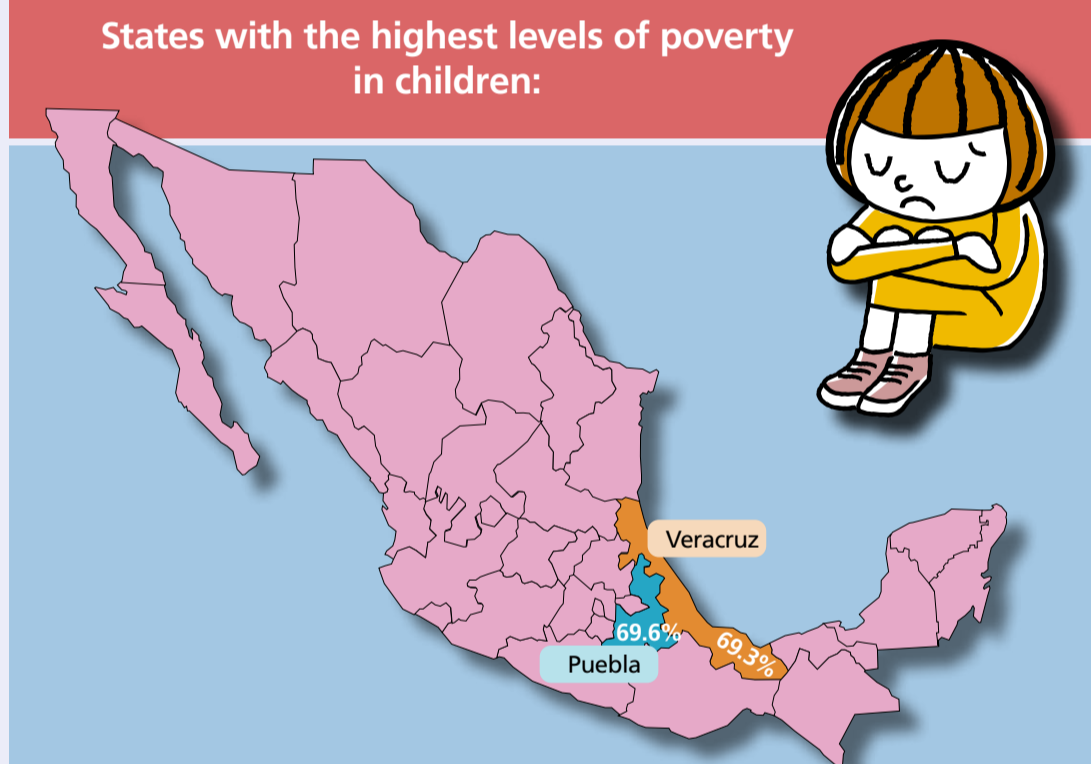 States with the highest levels of poverty
in children:
Veracruz
69.6%
69.3%
Puebla